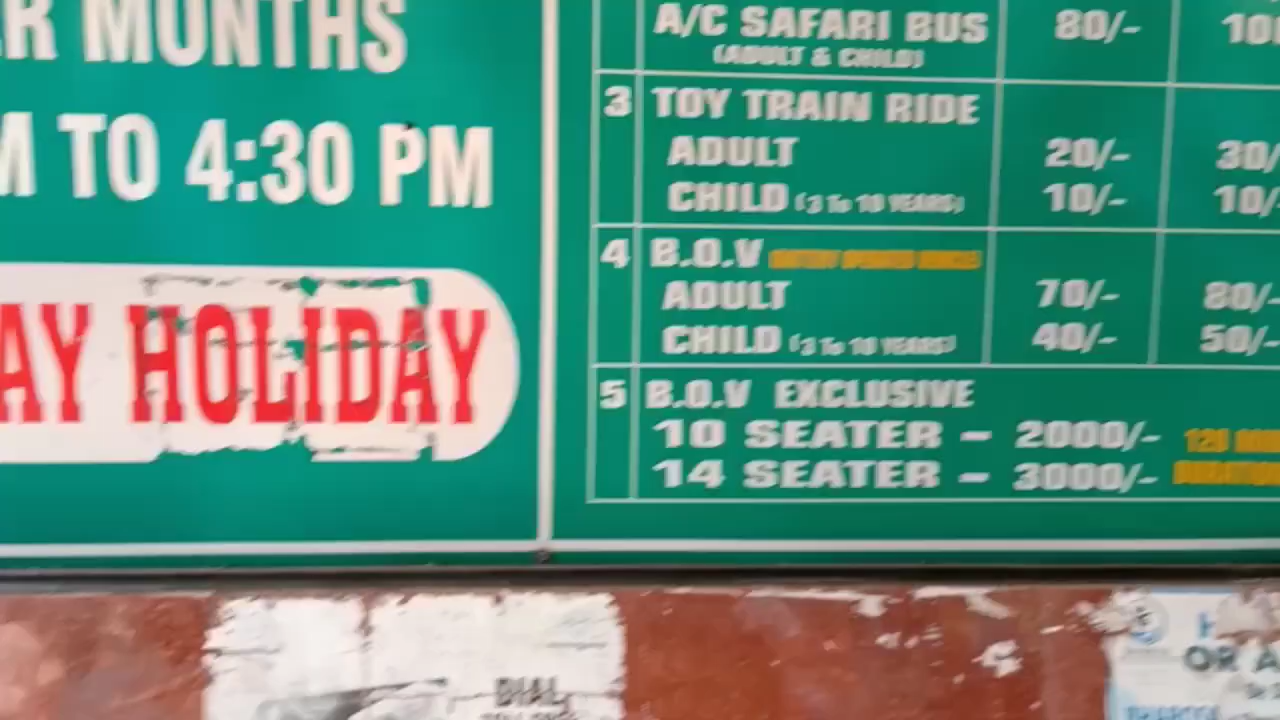 R MONTHS
M TO 4:30 PM
AY HOLIDAY
A/C SAFARI BUS 80/-
(ADULT & CHILD)
3 TOY TRAIN RIDE
ADULT 20/- 30/-
CHILD (3 To 10 YEARS) 10/- 10/-
4 B.O.V
ADULT 70/- 80/-
CHILD (3 To 10 YEARS) 40/- 50/-
5 B.O.V EXCLUSIVE
10 SEATER - 2000/-
14 SEATER - 3000/-
DIAL
OR A